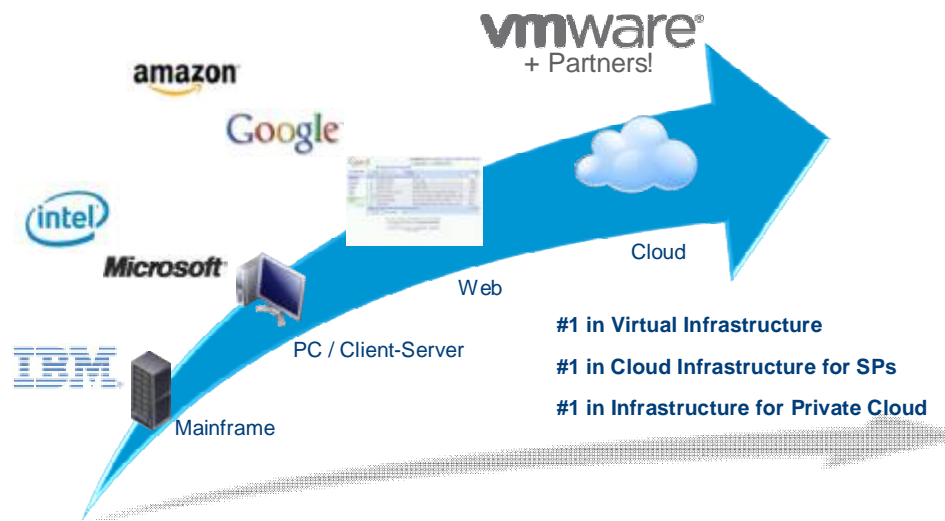 vmware®
+ Partners!
amazon
Google
intel
Microsoft
Cloud
Web
PC / Client-Server
IBM®
Mainframe
#1 in Virtual Infrastructure
#1 in Cloud Infrastructure for SPs
#1 in Infrastructure for Private Cloud